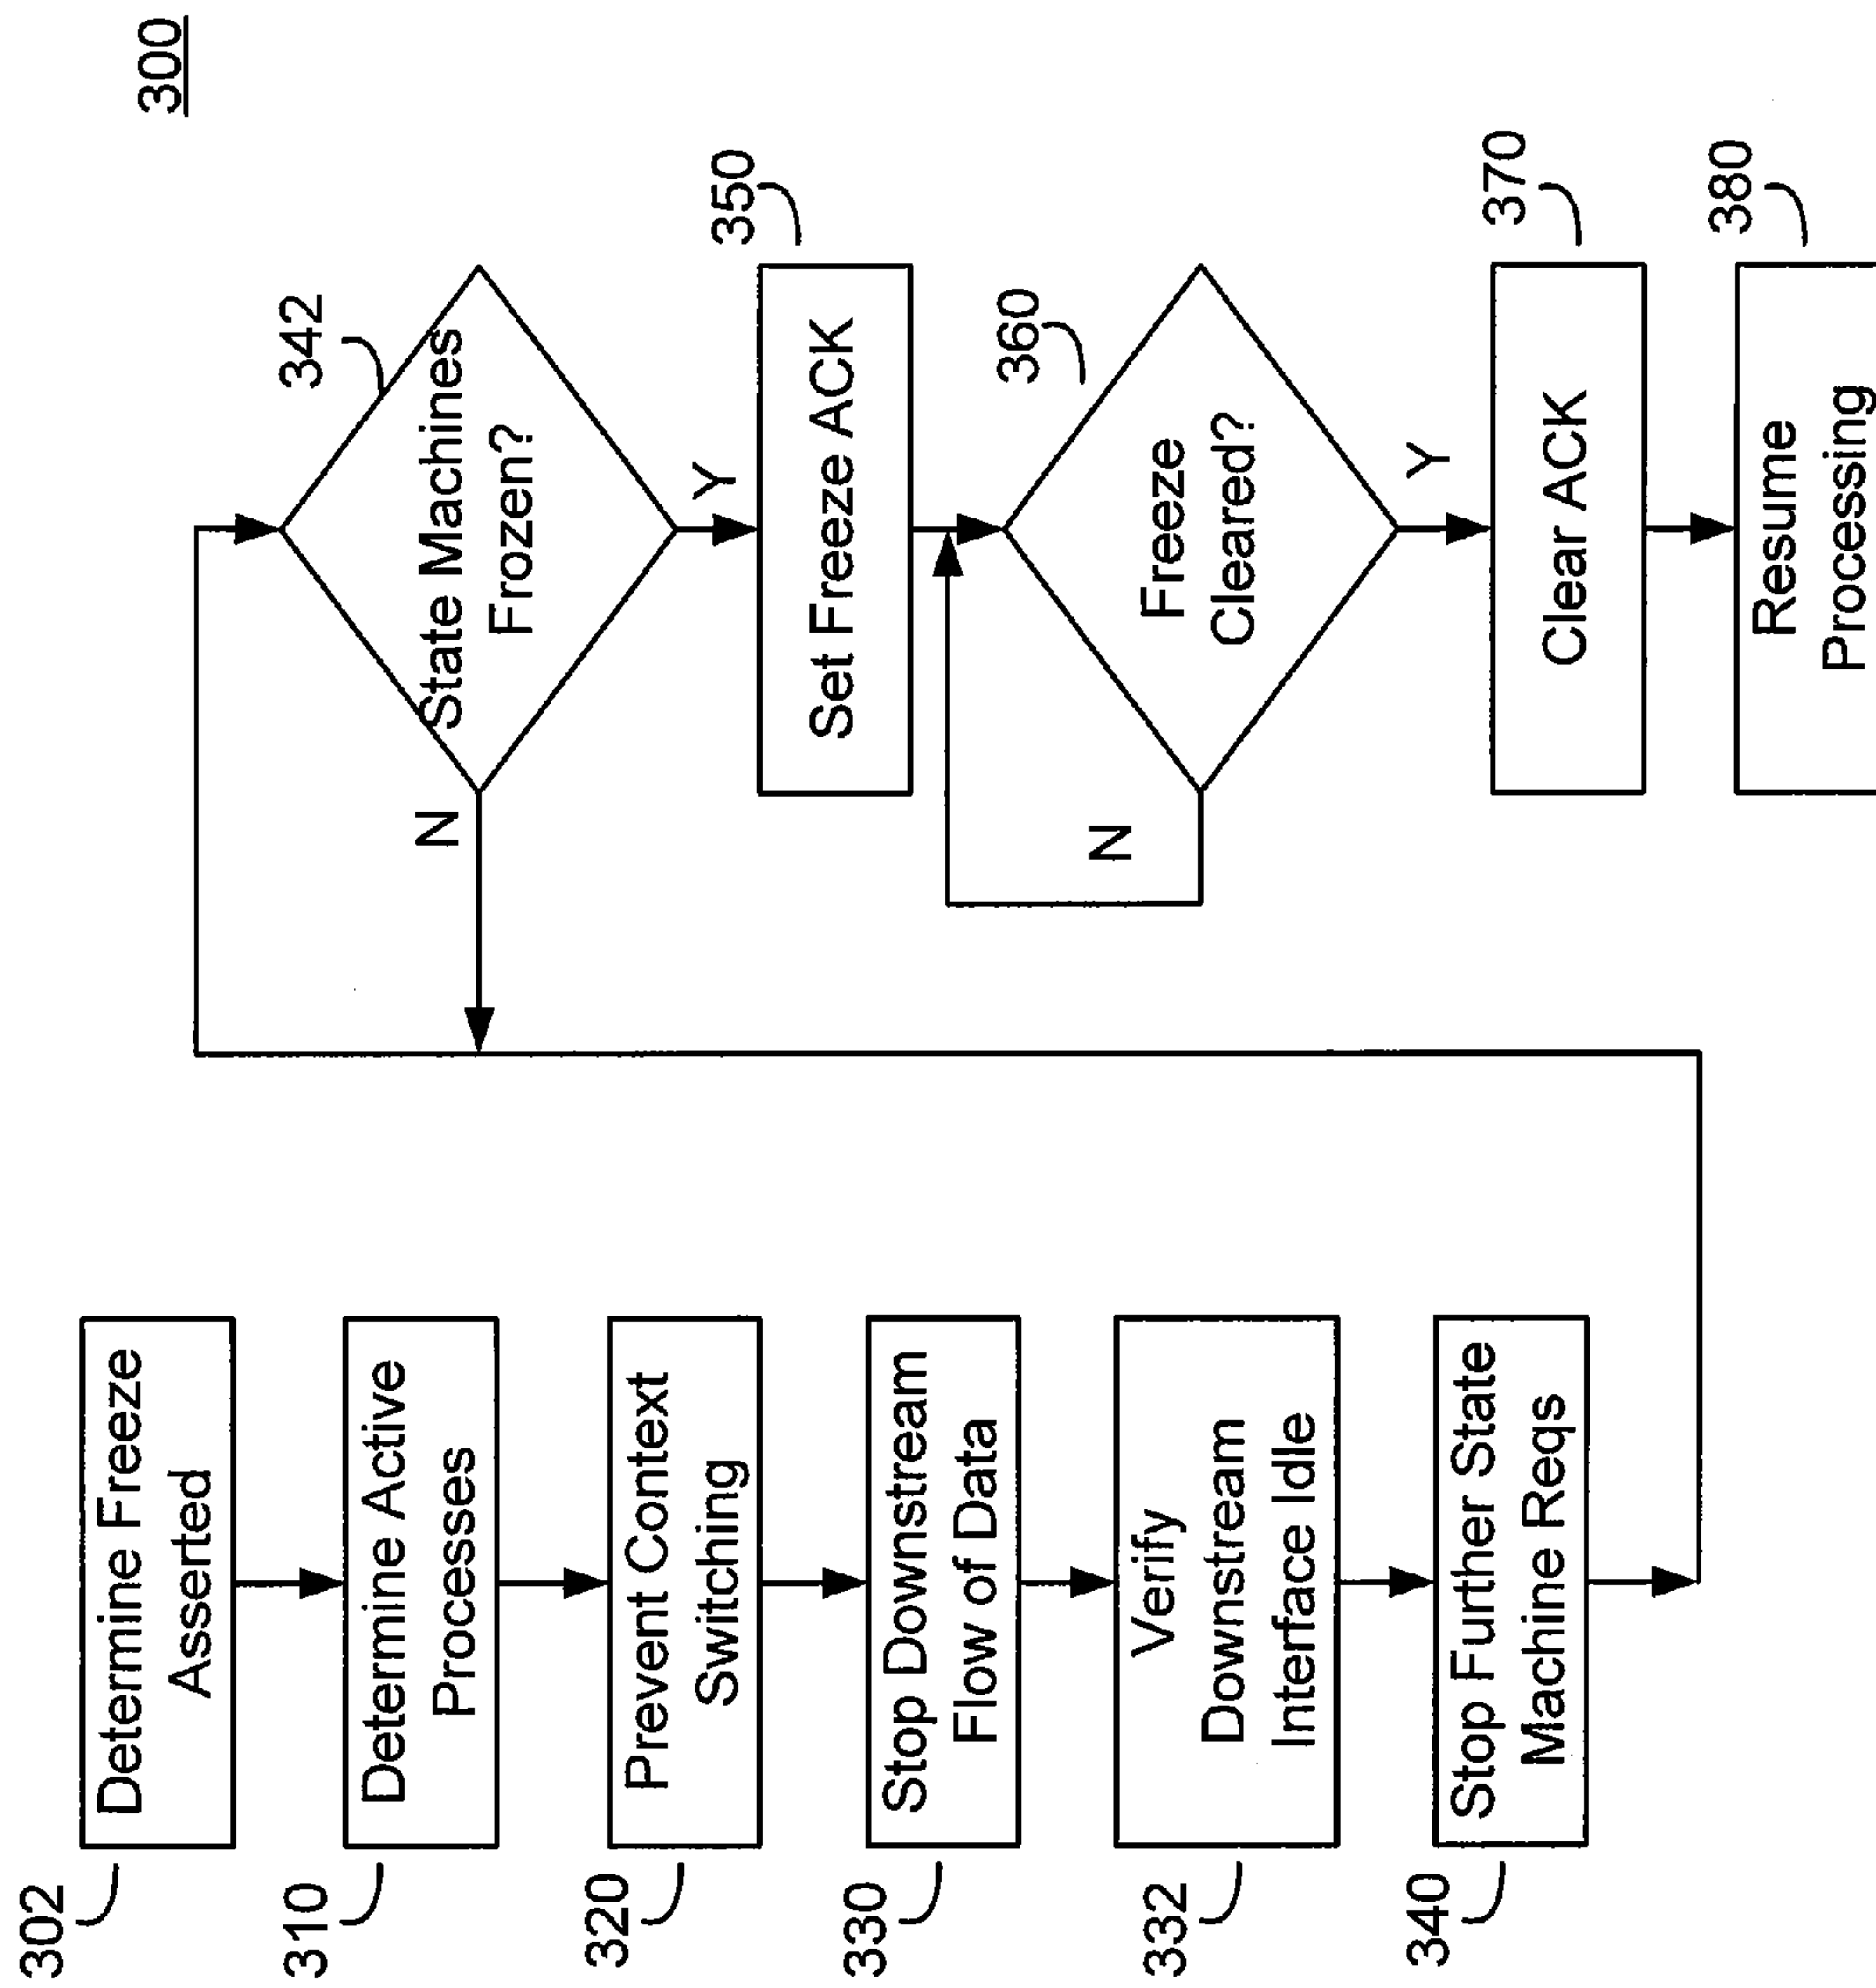 300
302
Determine Freeze
Asserted
310
Determine Active
Processes
320
Prevent Context
Switching
330
Stop Downstream
Flow of Data
332
Verify
Downstream
Interface Idle
340
Stop Further State
Machine Reqs
342
State Machines
Frozen?
N
Y
350
Set Freeze ACK
360
Freeze
Cleared?
N
Y
370
Clear ACK
380
Resume
Processing